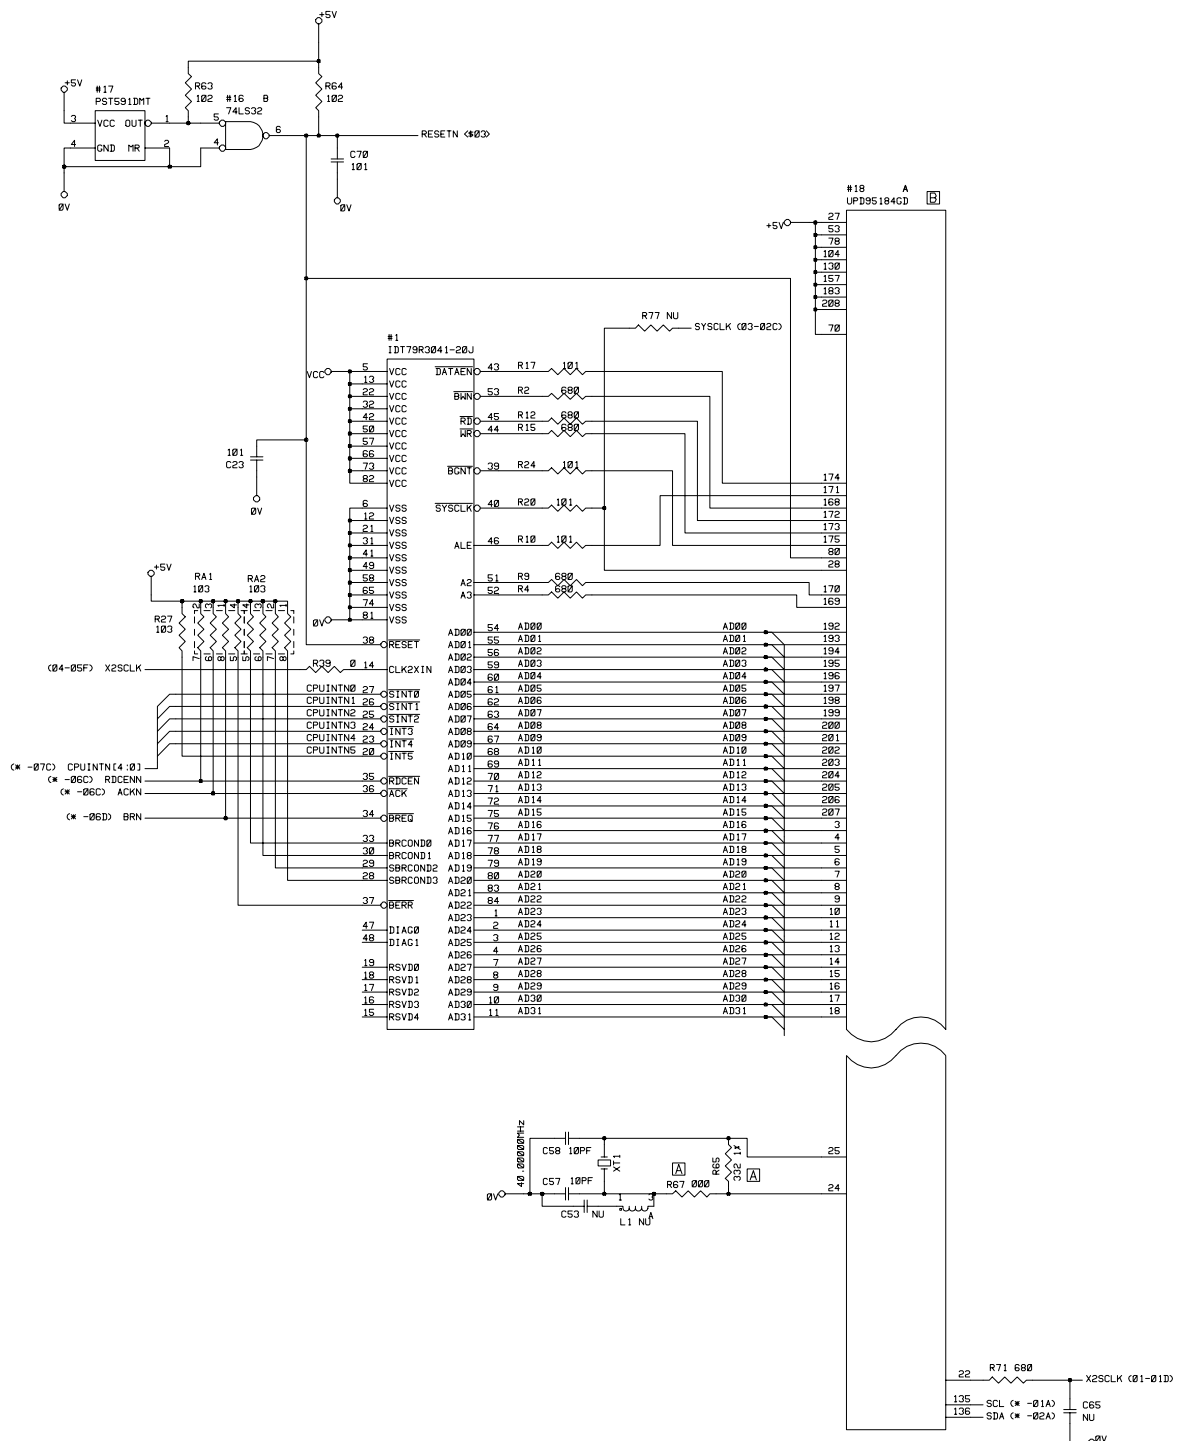 +5V
+5V
#17
PST591DMT
R63
102
#16 B
74LS32
R64
102
3 VCC OUT 1
4 GND MR 2
5
4
6
RESETN <$03>
C70
101
0V
0V
#18 A
UPD95184GD
B
+5V
27
53
78
104
130
157
183
208
70
R77 NU
SYSCLK (03-02C)
#1
IDT79R3041-20J
VCC
5 VCC
13 VCC
22 VCC
32 VCC
42 VCC
50 VCC
57 VCC
66 VCC
73 VCC
82 VCC
DATAEN 43 R17 101
BWN 53 R2 680
RD 45 R12 680
WR 44 R15 680
BGNT 39 R24 101
SYSCLK 40 R20 101
ALE 46 R10 101
A2 51 R9 680
A3 52 R4 680
174
171
168
172
173
175
80
28
170
169
101
C23
0V
6 VSS
12 VSS
21 VSS
31 VSS
41 VSS
49 VSS
58 VSS
65 VSS
74 VSS
81 VSS
0V
+5V
RA1
103
RA2
103
R27
103
2 3 1 4 4 3 2 1
7 6 8 5 5 6 7 8
38 RESET
(04-05F) X2SCLK
R39 0 14 CLK2XIN
CPUINTN0 27 SINT0
CPUINTN1 26 SINT1
CPUINTN2 25 SINT2
CPUINTN3 24 INT3
CPUINTN4 23 INT4
CPUINTN5 20 INT5
(* -07C) CPUINTN[4:0]
(* -06C) RDCENN
35 RDCEN
(* -06C) ACKN
36 ACK
(* -06D) BRN
34 BREQ
33 BRCOND0
30 BRCOND1
29 SBRCOND2
28 SBRCOND3
37 BERR
47 DIAG0
48 DIAG1
19 RSVD0
18 RSVD1
17 RSVD2
16 RSVD3
15 RSVD4
AD00 54 AD00 AD00 192
AD01 55 AD01 AD01 193
AD02 56 AD02 AD02 194
AD03 59 AD03 AD03 195
AD04 60 AD04 AD04 196
AD05 61 AD05 AD05 197
AD06 62 AD06 AD06 198
AD07 63 AD07 AD07 199
AD08 64 AD08 AD08 200
AD09 67 AD09 AD09 201
AD10 68 AD10 AD10 202
AD11 69 AD11 AD11 203
AD12 70 AD12 AD12 204
AD13 71 AD13 AD13 205
AD14 72 AD14 AD14 206
AD15 75 AD15 AD15 207
AD16 76 AD16 AD16 3
AD17 77 AD17 AD17 4
AD18 78 AD18 AD18 5
AD19 79 AD19 AD19 6
AD20 80 AD20 AD20 7
AD21 83 AD21 AD21 8
AD22 84 AD22 AD22 9
AD23 1 AD23 AD23 10
AD24 2 AD24 AD24 11
AD25 3 AD25 AD25 12
AD26 4 AD26 AD26 13
AD27 7 AD27 AD27 14
AD28 8 AD28 AD28 15
AD29 9 AD29 AD29 16
AD30 10 AD30 AD30 17
AD31 11 AD31 AD31 18
40.00000MHz
C58 10PF
XT1
R65
332 1%
A
25
C57 10PF
A
R67 000
24
0V
C53 NU
1 3
A
L1 NU
22
R71 680
X2SCLK (01-01D)
135
SCL (* -01A)
136
SDA (* -02A)
C65
NU
0V